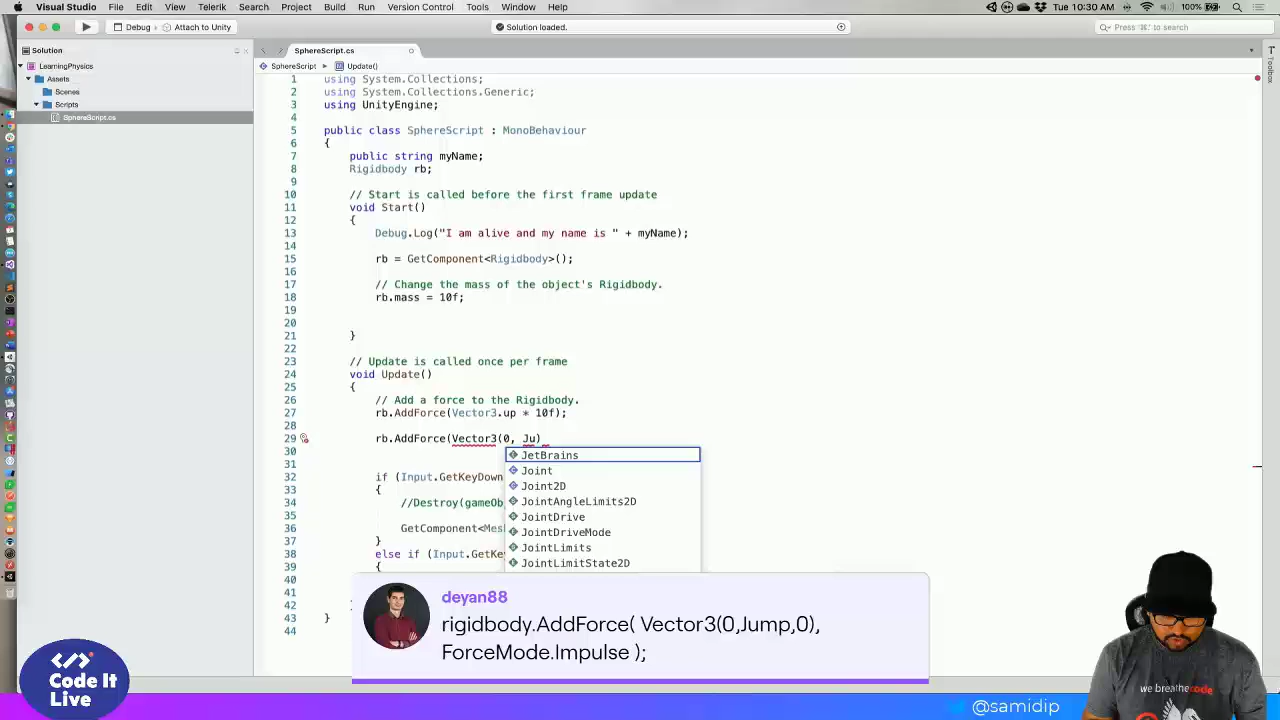 Visual Studio File Edit View Telerik Search Project Build Run Version Control Tools Window Help 100% Tue 10:30 AM
Debug Attach to Unity Solution loaded. Press '⌘.' to search
Solution SphereScript.cs Toolbox
LearningPhysics SphereScript Update()
Assets
Scenes
Scripts
SphereScript.cs
1 using System.Collections;
2 using System.Collections.Generic;
3 using UnityEngine;
4
5 public class SphereScript : MonoBehaviour
6 {
7 public string myName;
8 Rigidbody rb;
9
10 // Start is called before the first frame update
11 void Start()
12 {
13 Debug.Log("I am alive and my name is " + myName);
14
15 rb = GetComponent<Rigidbody>();
16
17 // Change the mass of the object's Rigidbody.
18 rb.mass = 10f;
19
20
21 }
22
23 // Update is called once per frame
24 void Update()
25 {
26 // Add a force to the Rigidbody.
27 rb.AddForce(Vector3.up * 10f);
28
29 rb.AddForce(Vector3(0, Ju)
30
31
32 if (Input.GetKeyDown
33 {
34 //Destroy(gameOb
35
36 GetComponent<Mes
37 }
38 else if (Input.GetKe
39 {
40
41
42
43 }
44
JetBrains
Joint
Joint2D
JointAngleLimits2D
JointDrive
JointDriveMode
JointLimits
JointLimitState2D
deyan88
rigidbody.AddForce( Vector3(0,Jump,0),
ForceMode.Impulse );
Code It
Live
we breathecode
@samidip